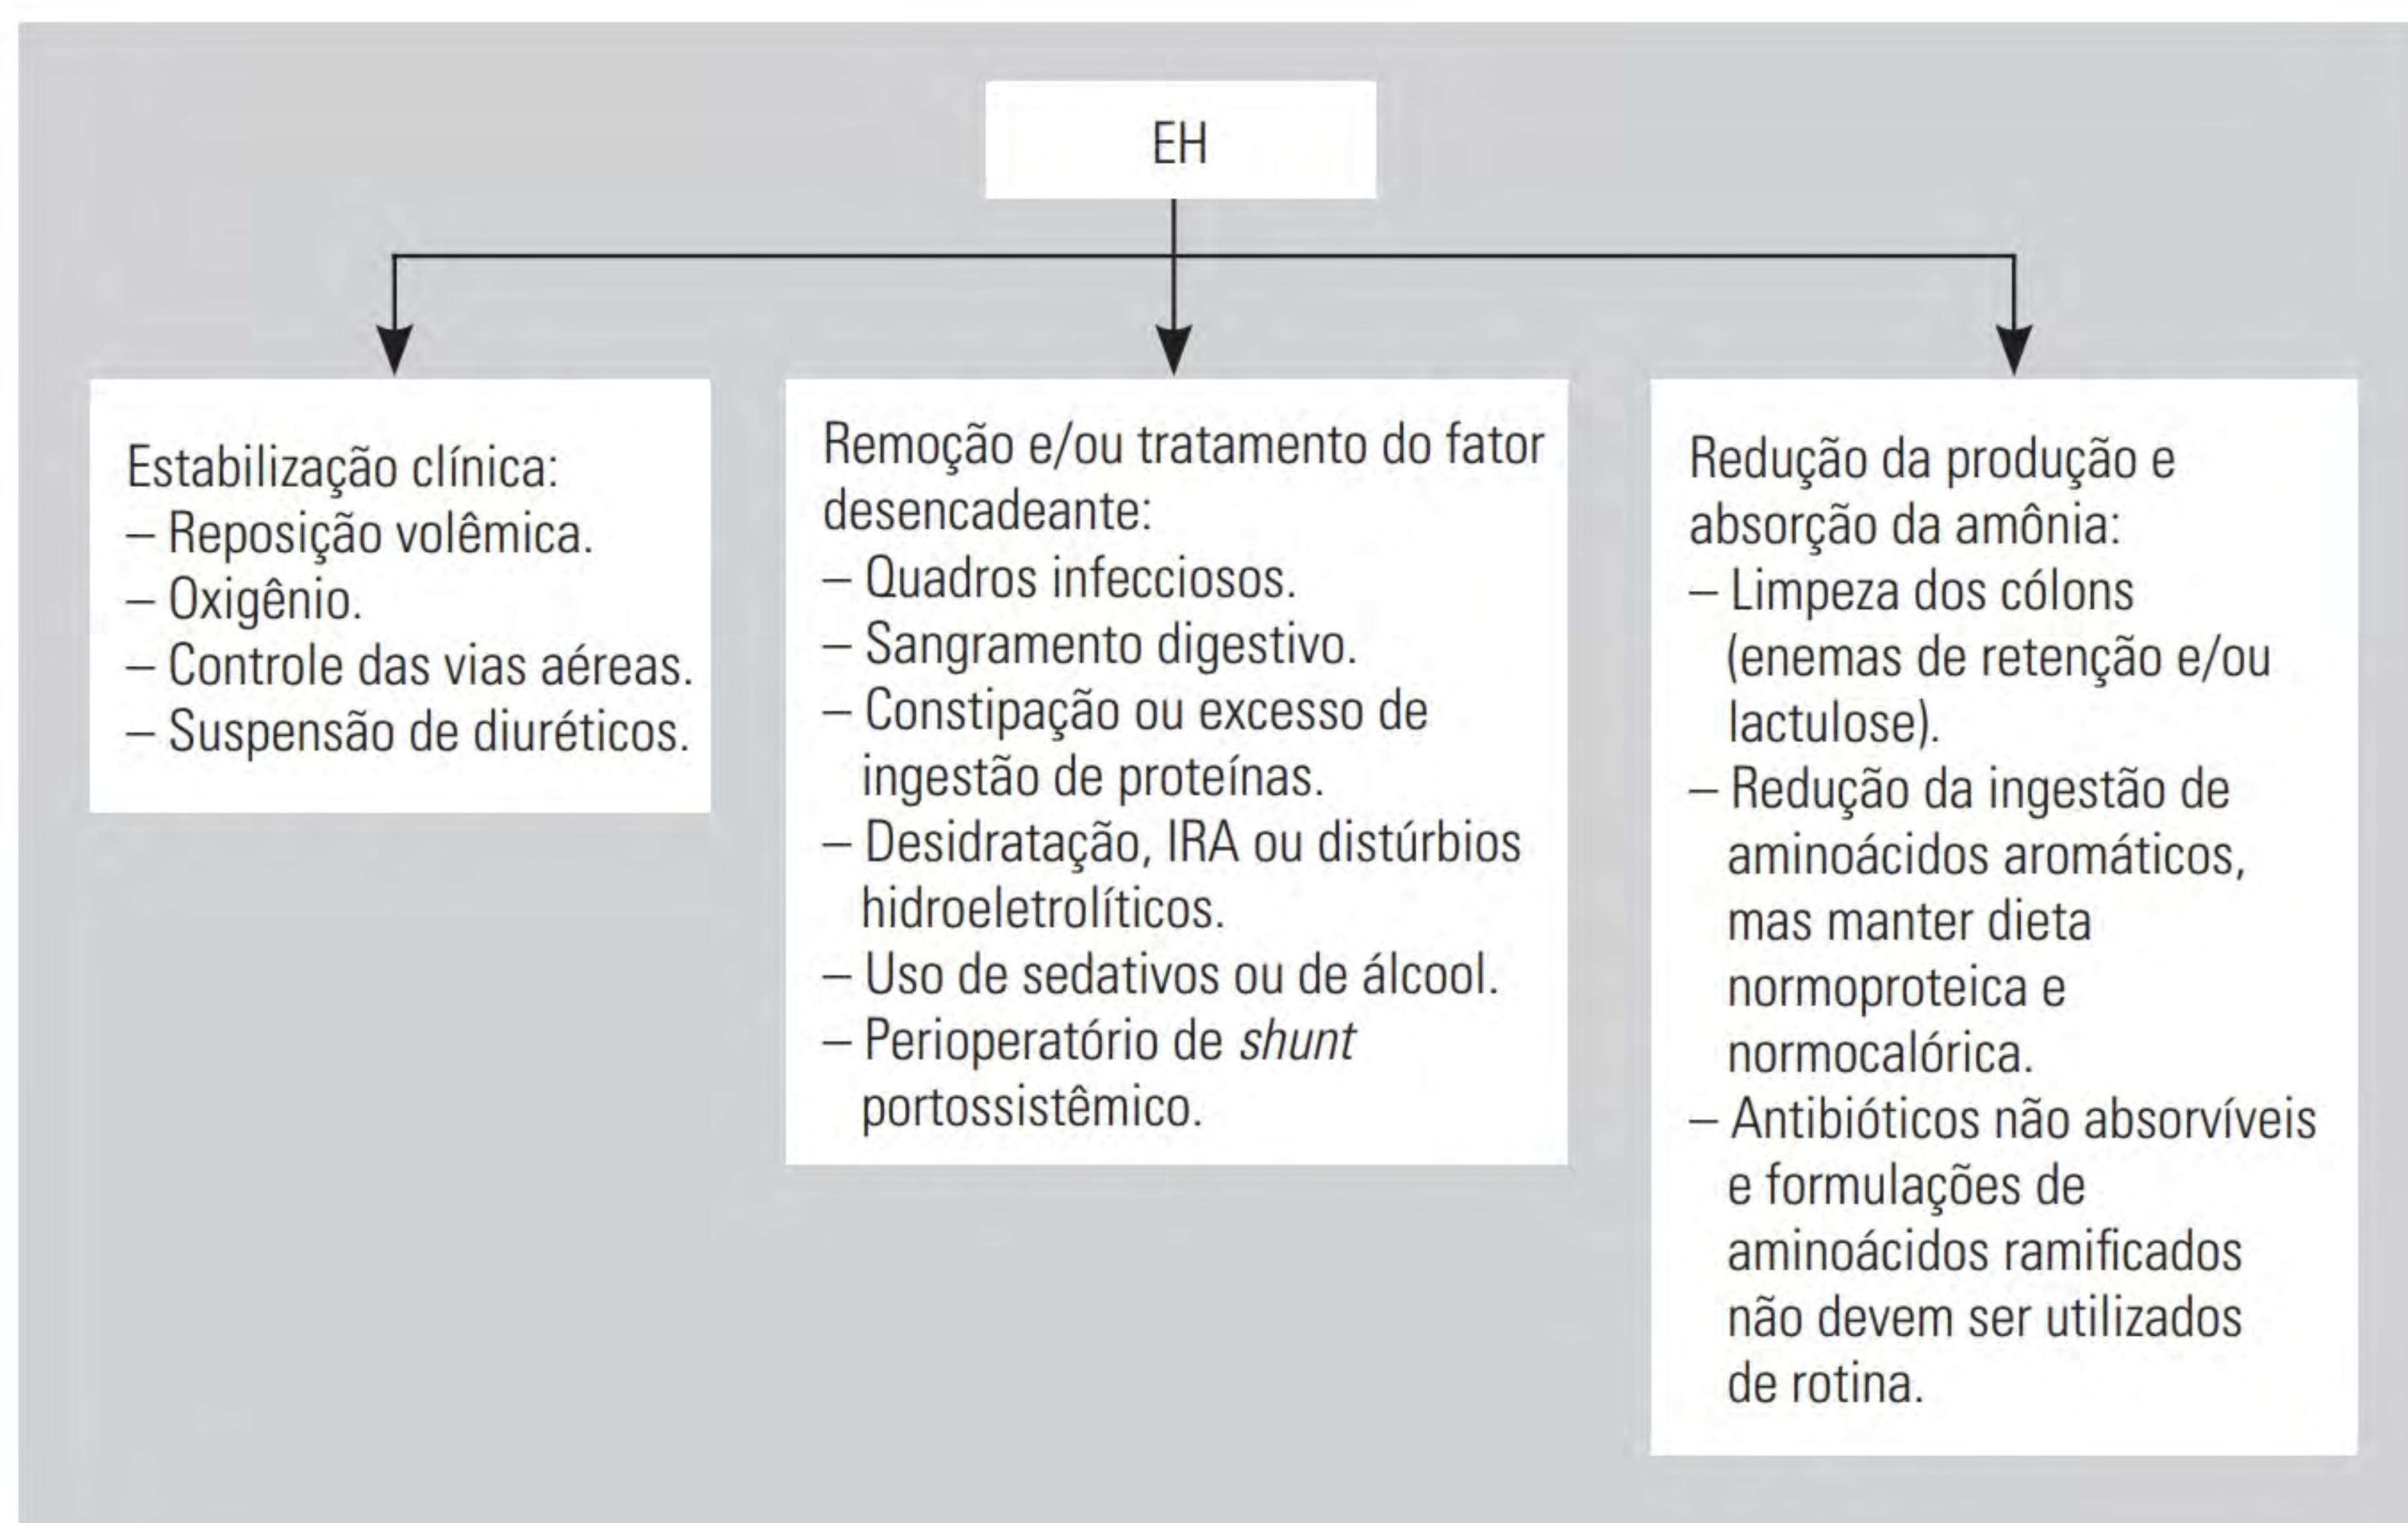 EH
Estabilização clínica:
– Reposição volêmica.
– Oxigênio.
– Controle das vias aéreas.
– Suspensão de diuréticos.
Remoção e/ou tratamento do fator
desencadeante:
– Quadros infecciosos.
– Sangramento digestivo.
– Constipação ou excesso de
ingestão de proteínas.
– Desidratação, IRA ou distúrbios
hidroeletrolíticos.
– Uso de sedativos ou de álcool.
– Perioperatório de shunt
portossistêmico.
Redução da produção e
absorção da amônia:
– Limpeza dos cólons
(enemas de retenção e/ou
lactulose).
– Redução da ingestão de
aminoácidos aromáticos,
mas manter dieta
normoproteica e
normocalórica.
– Antibióticos não absorvíveis
e formulações de
aminoácidos ramificados
não devem ser utilizados
de rotina.